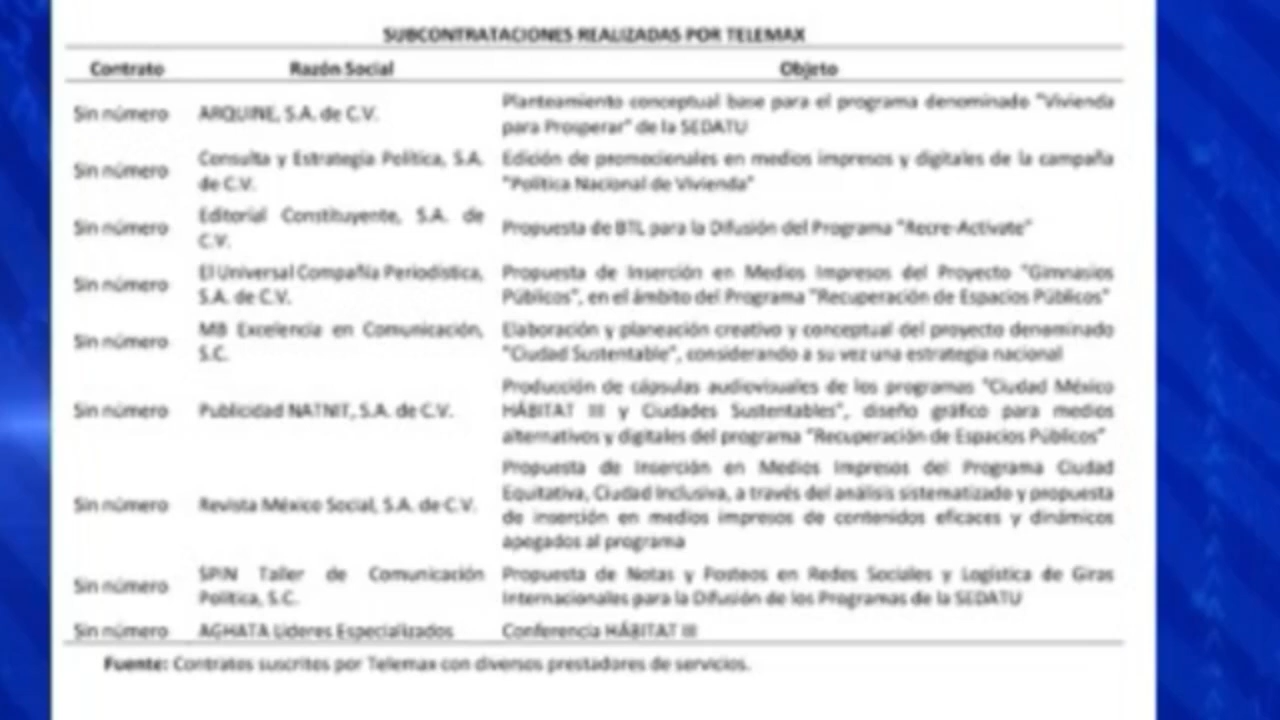 SUBCONTRATACIONES REALIZADAS POR TELEMAX
Contrato Razón Social Objeto
Sin número ARQUINE, S.A. de C.V. Planteamiento conceptual base para el programa denominado "Vivienda
para Prosperar" de la SEDATU
Sin número Consulta y Estrategia Política, S.A. Edición de promocionales en medios impresos y digitales de la campaña
de C.V. "Política Nacional de Vivienda"
Sin número Editorial Constituyente, S.A. de Propuesta de BTL para la Difusión del Programa "Recre-Activate"
C.V.
Sin número El Universal Compañía Periodística, Propuesta de Inserción en Medios Impresos del Proyecto "Gimnasios
S.A. de C.V. Públicos", en el ámbito del Programa "Recuperación de Espacios Públicos"
Sin número MB Excelencia en Comunicación, Elaboración y planeación creativo y conceptual del proyecto denominado
S.C. "Ciudad Sustentable", considerando a su vez una estrategia nacional
Producción de cápsulas audiovisuales de los programas "Ciudad México
Sin número Publicidad NATNIT, S.A. de C.V. HÁBITAT III y Ciudades Sustentables", diseño gráfico para medios
alternativos y digitales del programa "Recuperación de Espacios Públicos"
Propuesta de Inserción en Medios Impresos del Programa Ciudad
Equitativa, Ciudad Inclusiva, a través del análisis sistematizado y propuesta
Sin número Revista México Social, S.A. de C.V. de inserción en medios impresos de contenidos eficaces y dinámicos
apegados al programa
Sin número SPIN Taller de Comunicación Propuesta de Notas y Posteos en Redes Sociales y Logística de Giras
Política, S.C. Internacionales para la Difusión de los Programas de la SEDATU
Sin número AGHATA Lideres Especializados Conferencia HÁBITAT III
Fuente: Contratos suscritos por Telemax con diversos prestadores de servicios.